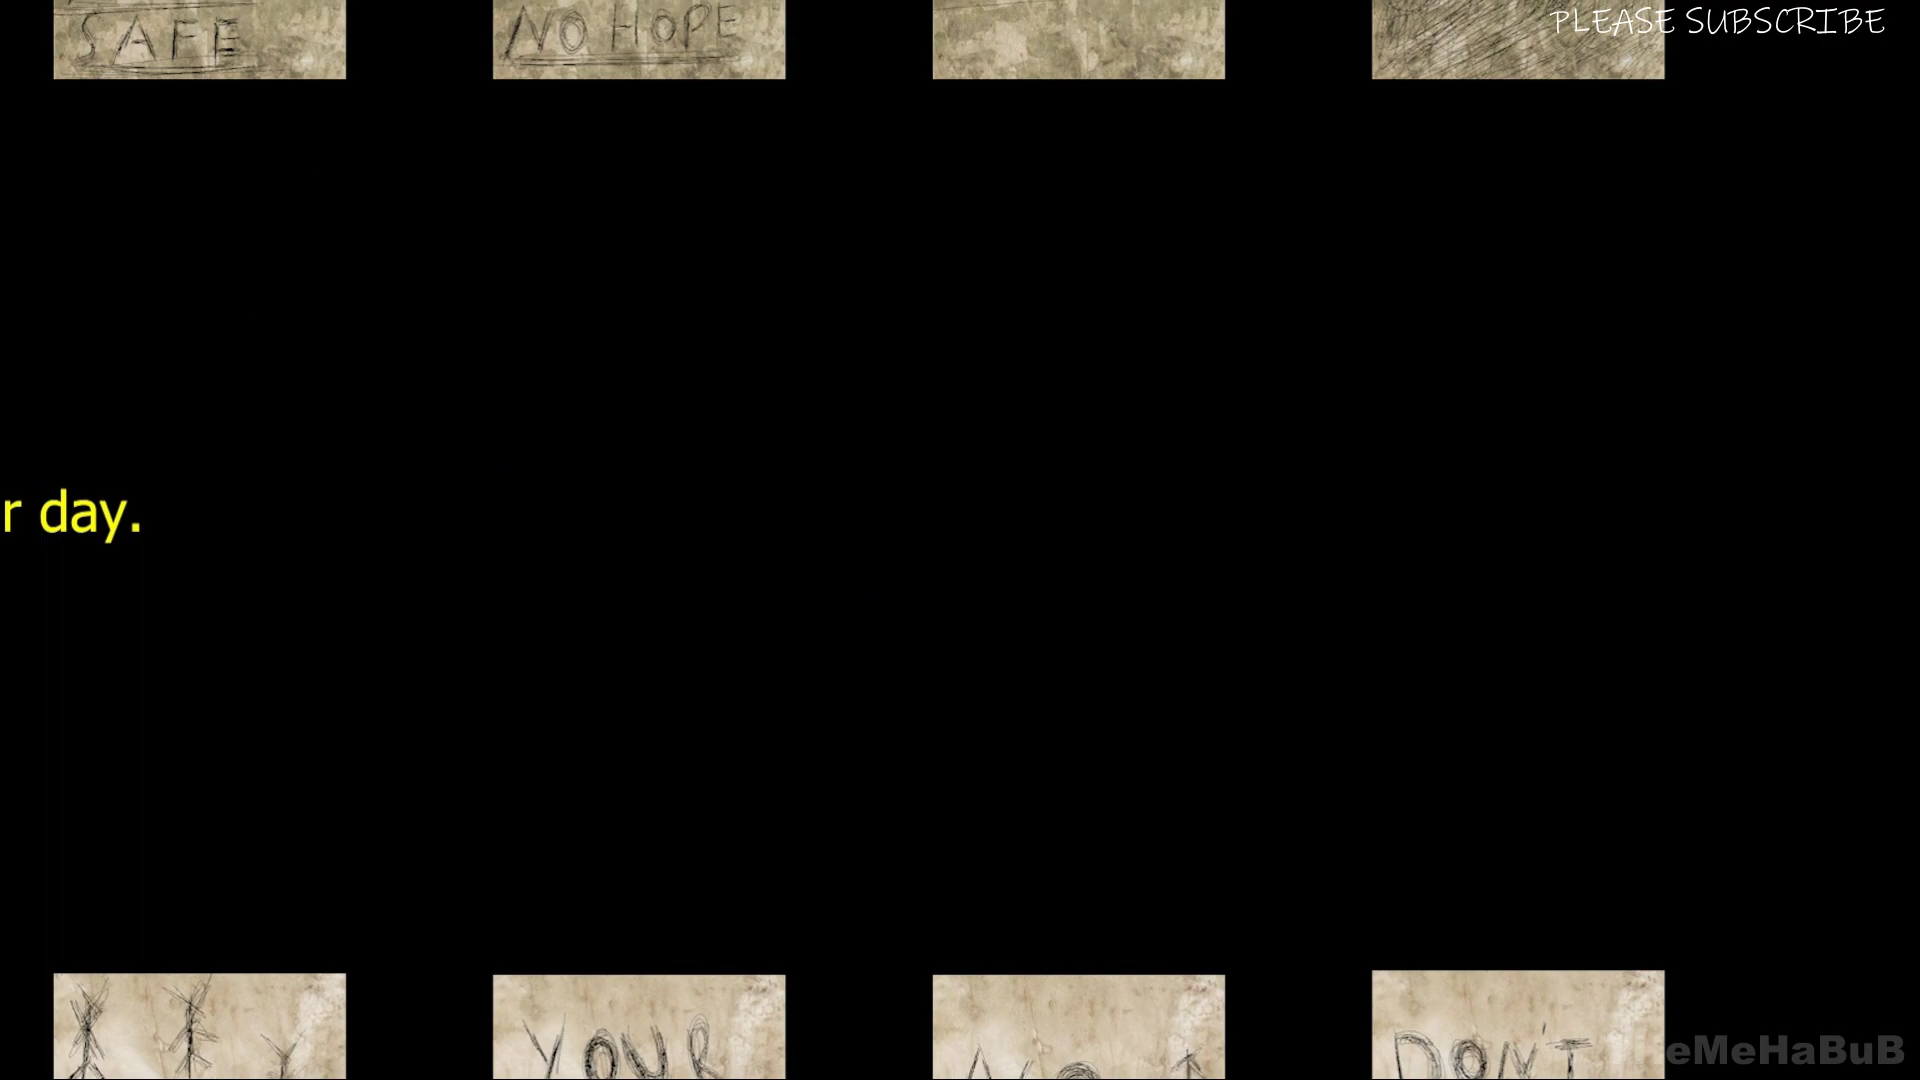 SAFE
NO HOPE
PLEASE SUBSCRIBE
r day.
YOUR
DON'T
eMeHaBuB